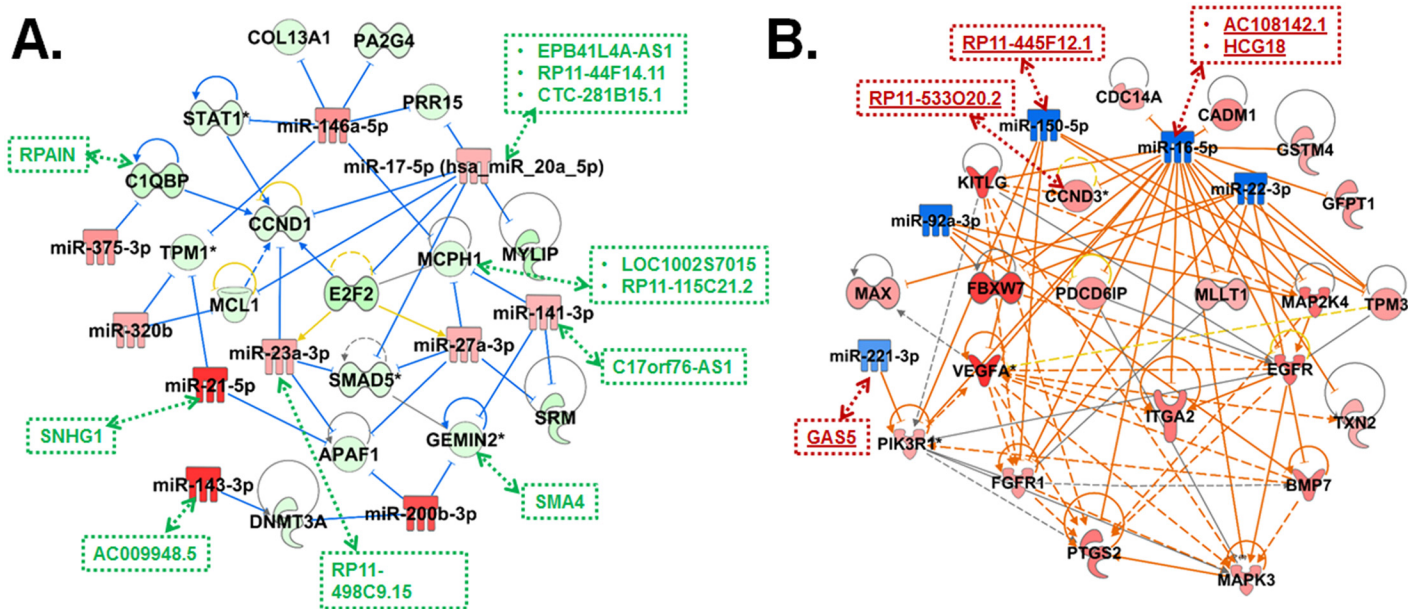 A.
COL13A1
PA2G4
• EPB41L4A-AS1
• RP11-44F14.11
• CTC-281B15.1
STAT1*
miR-146a-5p
PRR15
RPAIN
miR-17-5p (hsa_miR_20a_5p)
C1QBP
CCND1
miR-375-3p
TPM1*
MCPH1
MYLIP
• LOC1002S7015
• RP11-115C21.2
MCL1
E2F2
miR-320b
miR-141-3p
miR-23a-3p
miR-27a-3p
C17orf76-AS1
miR-21-5p
SMAD5*
SRM
SNHG1
APAF1
GEMIN2*
miR-143-3p
SMA4
DNMT3A
miR-200b-3p
AC009948.5
RP11-
498C9.15
B.
RP11-445F12.1
• AC108142.1
• HCG18
RP11-533O20.2
CDC14A
CADM1
miR-150-5p
miR-16-5p
GSTM4
KITLG
CCND3*
miR-22-3p
GFPT1
miR-92a-3p
MAX
FBXW7
PDCD6IP
MLLT1
MAP2K4
TPM3
miR-221-3p
VEGFA*
EGFR
ITGA2
TXN2
GAS5
PIK3R1*
FGFR1
BMP7
PTGS2
MAPK3